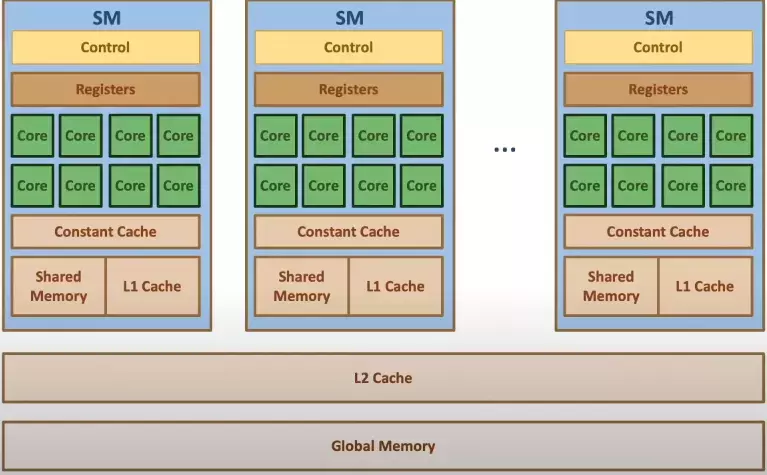 SM
Control
Registers
Core Core Core Core
Core Core Core Core
Constant Cache
Shared
Memory
L1 Cache
SM
Control
Registers
Core Core Core Core
Core Core Core Core
Constant Cache
Shared
Memory
L1 Cache
...
SM
Control
Registers
Core Core Core Core
Core Core Core Core
Constant Cache
Shared
Memory
L1 Cache
L2 Cache
Global Memory